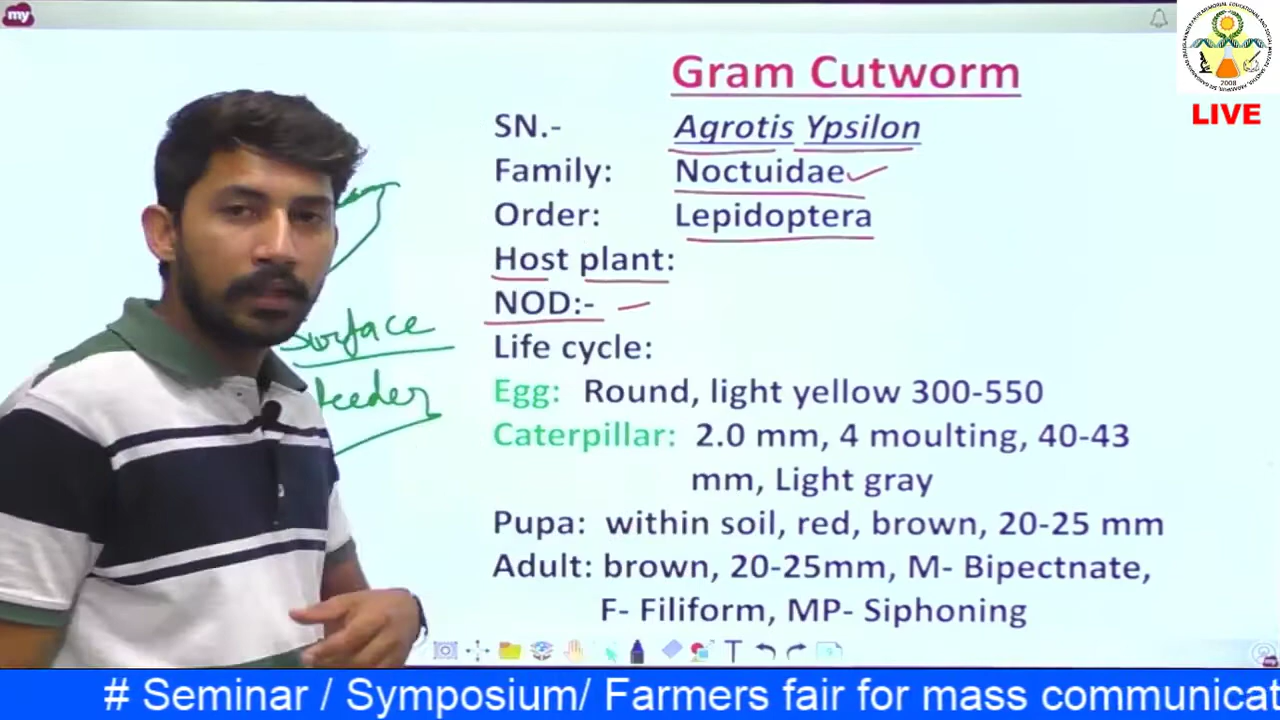 my
2008
LIVE
Gram Cutworm
SN.- Agrotis Ypsilon
Family: Noctuidae
Order: Lepidoptera
Host plant:
NOD:-
Life cycle:
Egg: Round, light yellow 300-550
Caterpillar: 2.0 mm, 4 moulting, 40-43
mm, Light gray
Pupa: within soil, red, brown, 20-25 mm
Adult: brown, 20-25mm, M- Bipectnate,
F- Filiform, MP- Siphoning
Surface
feeder
T
my
# Seminar / Symposium/ Farmers fair for mass communicat